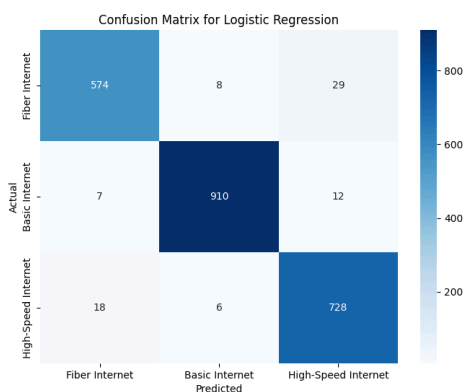 Confusion Matrix for Logistic Regression
Fiber Internet
574 8 29
800
600
Actual
Basic Internet
7 910 12
400
High-Speed Internet
18 6 728
200
Fiber Internet Basic Internet High-Speed Internet
Predicted